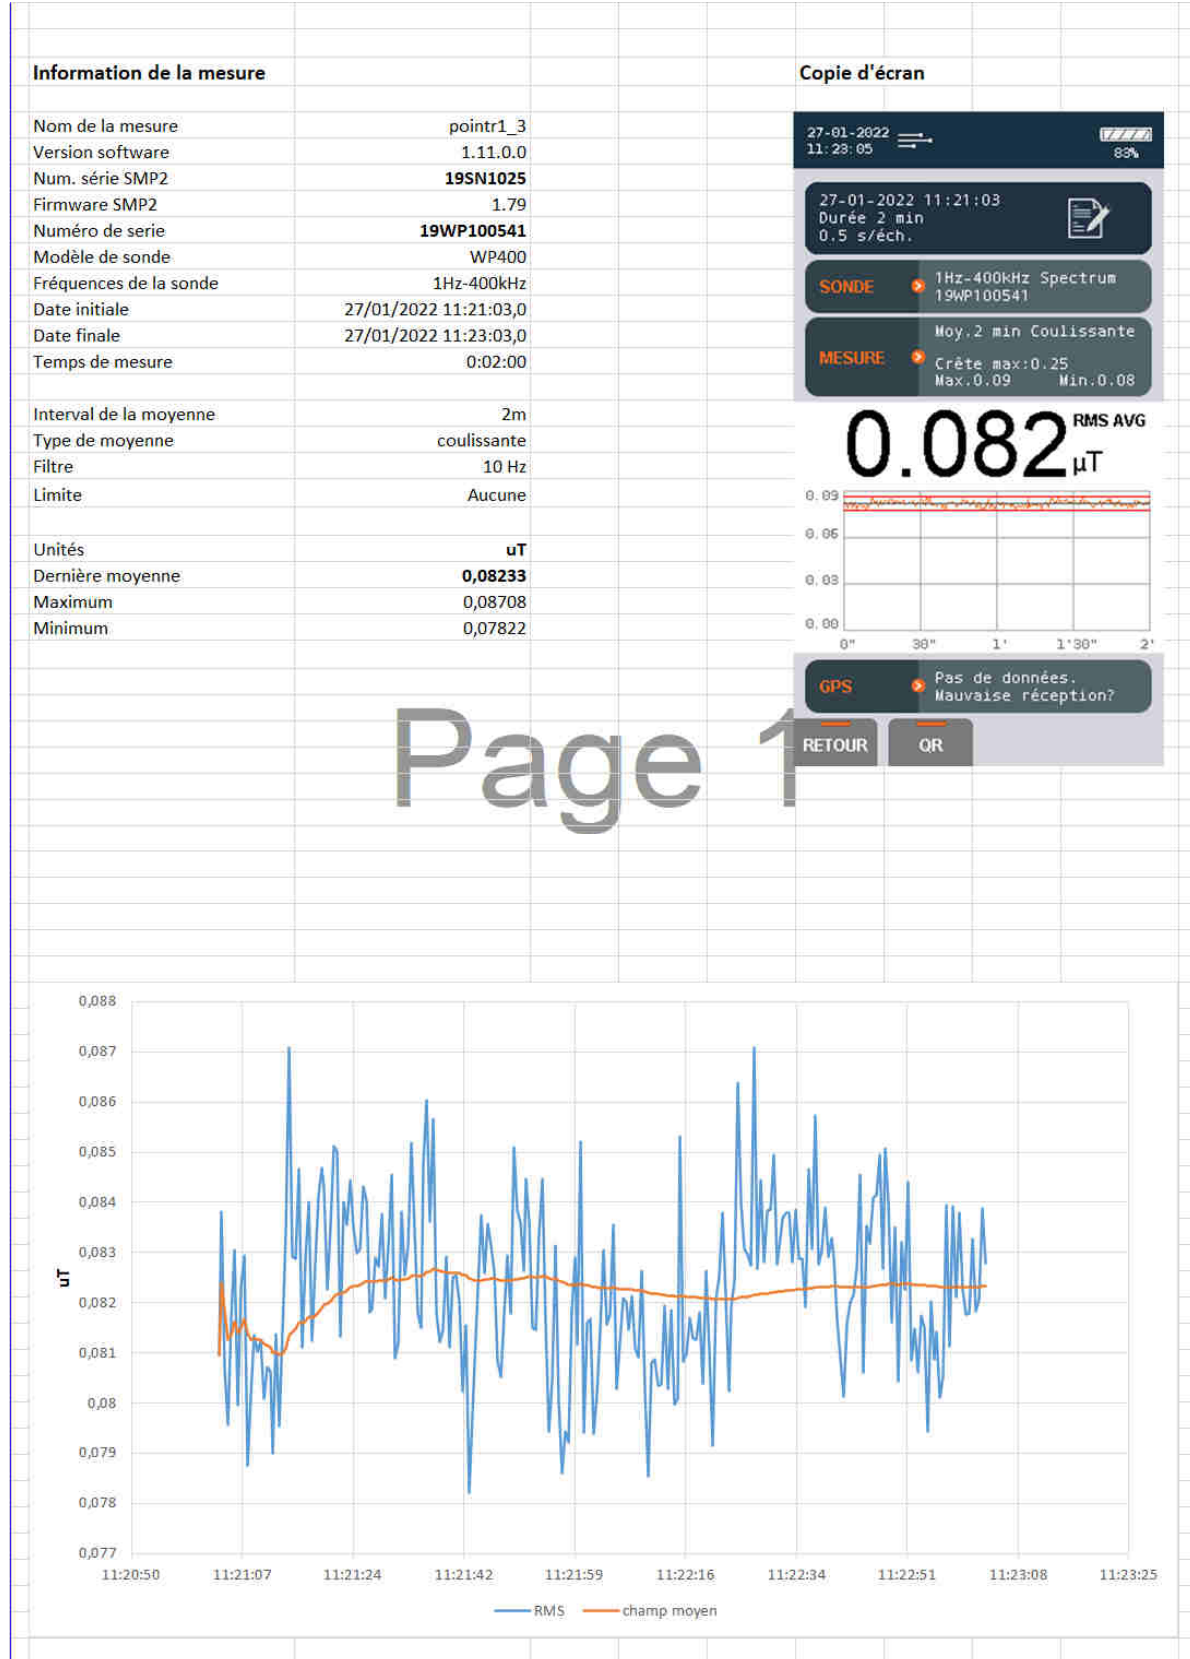 Information de la mesure
Nom de la mesure pointr1_3
Version software 1.11.0.0
Num. série SMP2 19SN1025
Firmware SMP2 1.79
Numéro de serie 19WP100541
Modèle de sonde WP400
Fréquences de la sonde 1Hz-400kHz
Date initiale 27/01/2022 11:21:03,0
Date finale 27/01/2022 11:23:03,0
Temps de mesure 0:02:00
Interval de la moyenne 2m
Type de moyenne coulissante
Filtre 10 Hz
Limite Aucune
Unités uT
Dernière moyenne 0,08233
Maximum 0,08708
Minimum 0,07822
Copie d'écran
27-01-2022
11:23:05
83%
27-01-2022 11:21:03
Durée 2 min
0.5 s/éch.
SONDE
1Hz-400kHz Spectrum
19WP100541
MESURE
Moy.2 min Coulissante
Crête max:0.25
Max.0.09 Min.0.08
0.082 RMS AVG
µT
0.09
0.06
0.03
0.00
0" 30" 1' 1'30" 2'
GPS
Pas de données.
Mauvaise réception?
RETOUR QR
Page 1
0,088
0,087
0,086
0,085
0,084
0,083
0,082
0,081
0,08
0,079
0,078
0,077
uT
11:20:50 11:21:07 11:21:24 11:21:42 11:21:59 11:22:16 11:22:34 11:22:51 11:23:08 11:23:25
RMS champ moyen